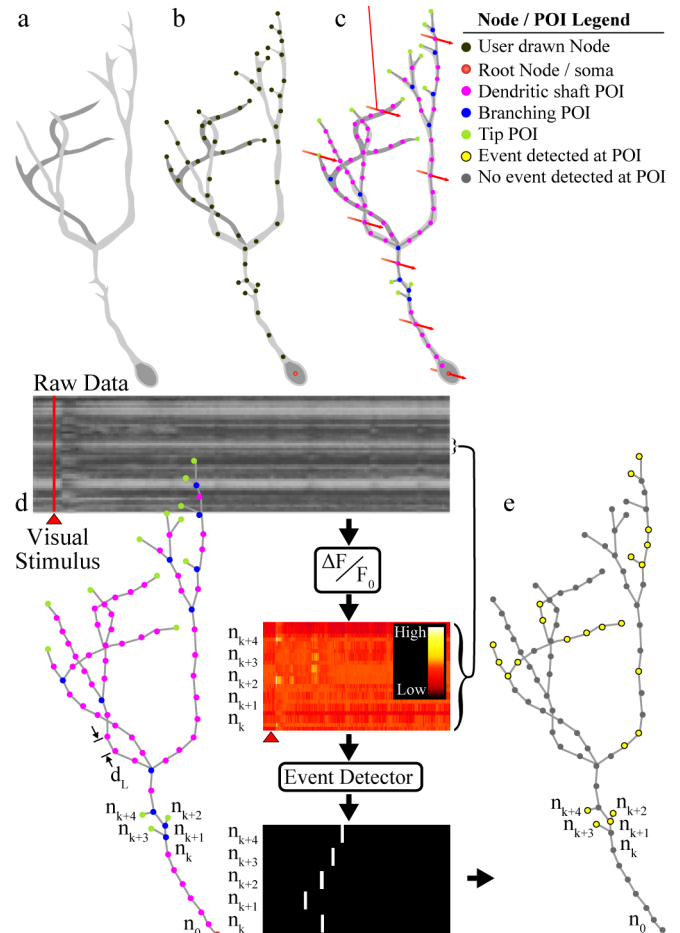 a
b
c
Node / POI Legend
User drawn Node
Root Node / soma
Dendritic shaft POI
Branching POI
Tip POI
Event detected at POI
No event detected at POI
Raw Data
d
e
Visual
Stimulus
ΔF/F₀
High
Low
nₖ₊₄
nₖ₊₃
nₖ₊₂
nₖ₊₁
nₖ
d_L
Event Detector
nₖ₊₄
nₖ₊₂
nₖ₊₃
nₖ₊₁
nₖ
n₀
nₖ₊₄
nₖ₊₃
nₖ₊₂
nₖ₊₁
nₖ
nₖ₊₄
nₖ₊₂
nₖ₊₃
nₖ₊₁
nₖ
n₀